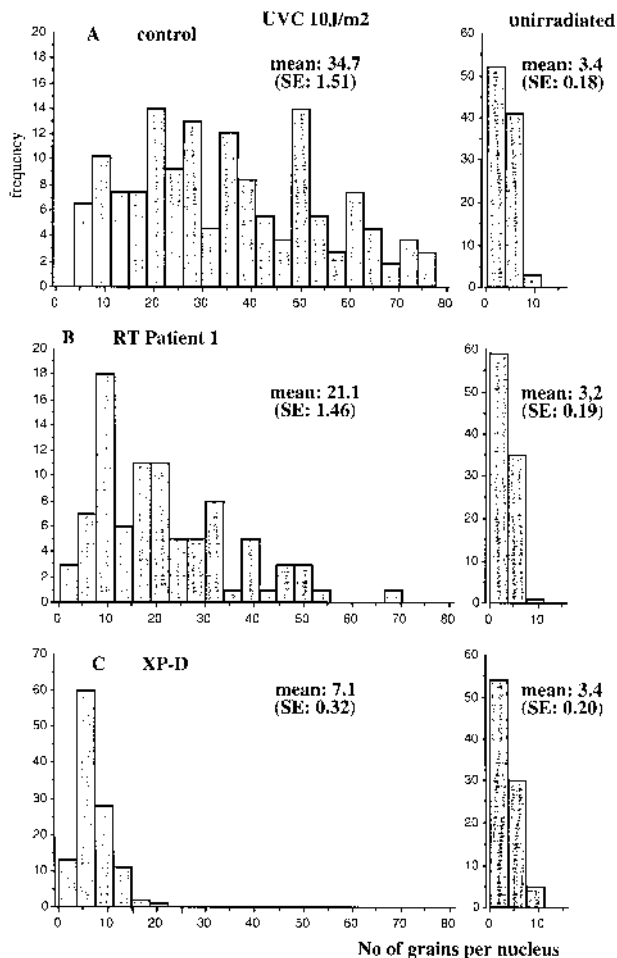 UVC 10J/m2 unirradiated
A control
mean: 34.7
(SE: 1.51)
mean: 3.4
(SE: 0.18)
frequency
20
18
16
14
12
10
8
6
4
2
0
0 10 20 30 40 50 60 70 80
60
50
40
30
20
10
0
0 10
B RT Patient 1
mean: 21.1
(SE: 1.46)
mean: 3,2
(SE: 0.19)
20
18
16
14
12
10
8
6
4
2
0
0 10 20 30 40 50 60 70 80
60
50
40
30
20
10
0
0 10
C XP-D
mean: 7.1
(SE: 0.32)
mean: 3.4
(SE: 0.20)
70
60
50
40
30
20
10
0
0 10 20 30 40 50 60 70 80
60
50
40
30
20
10
0
0 10
No of grains per nucleus